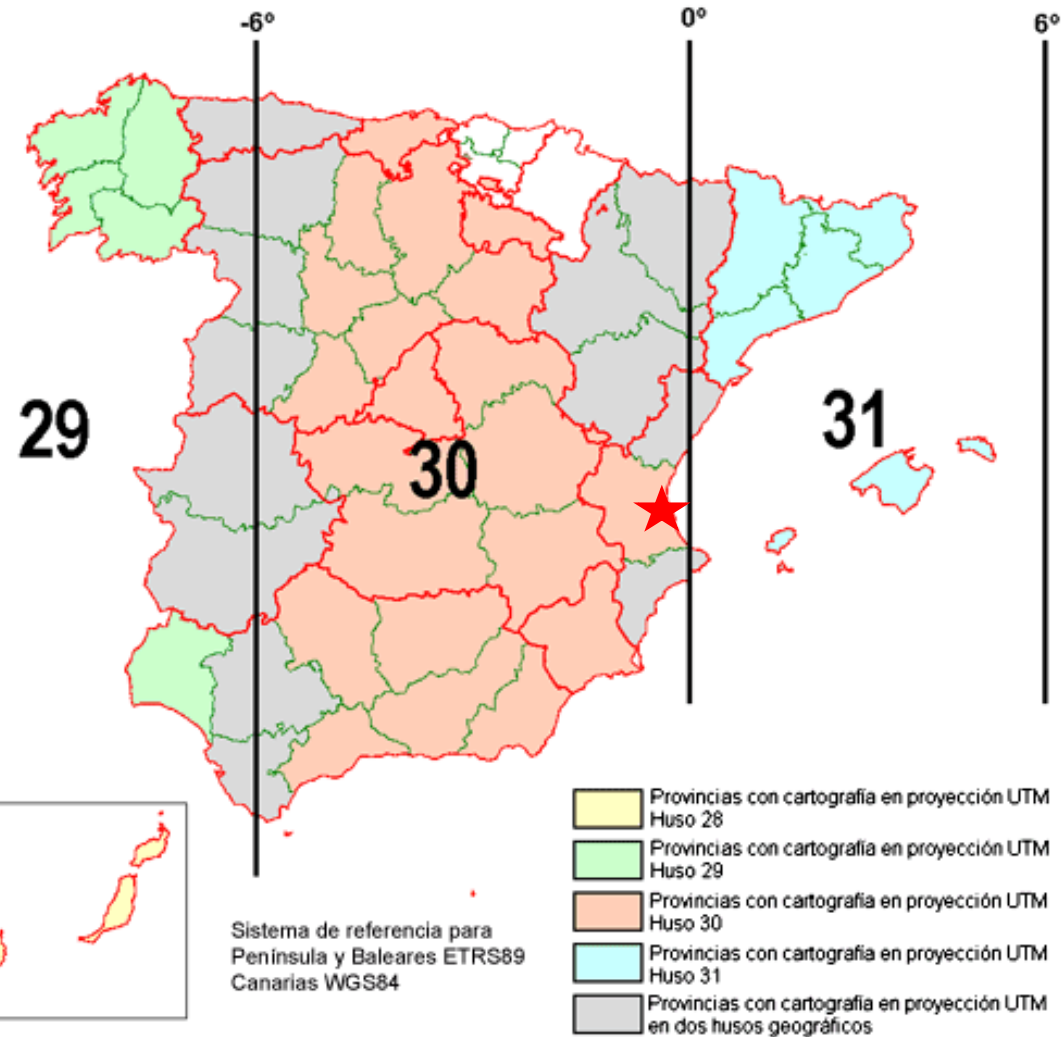 -6º
0º
6º
29
30
31
Provincias con cartografía en proyección UTM
Huso 28
Provincias con cartografía en proyección UTM
Huso 29
Provincias con cartografía en proyección UTM
Huso 30
Provincias con cartografía en proyección UTM
Huso 31
Provincias con cartografía en proyección UTM
en dos husos geográficos
Sistema de referencia para
Península y Baleares ETRS89
Canarias WGS84